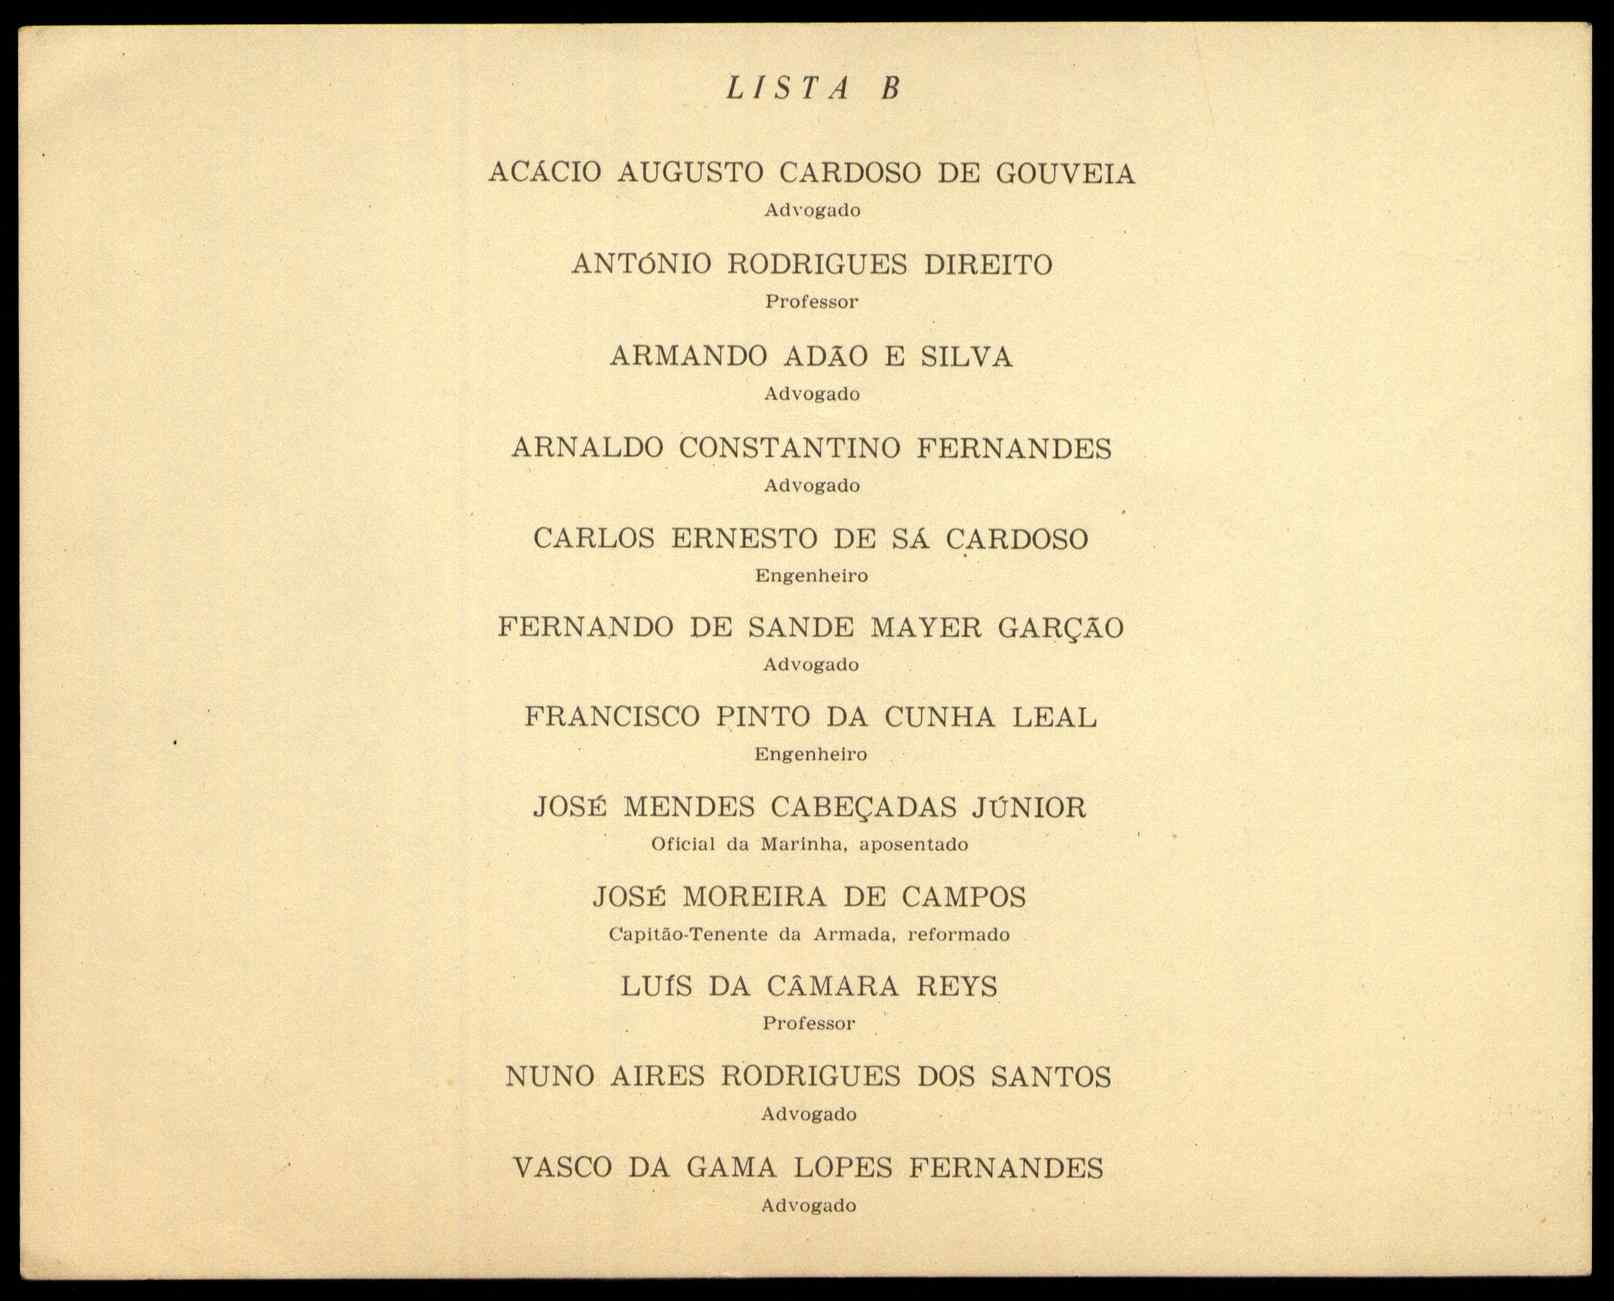 LISTA B
ACÁCIO AUGUSTO CARDOSO DE GOUVEIA
Advogado
ANTÓNIO RODRIGUES DIREITO
Professor
ARMANDO ADÃO E SILVA
Advogado
ARNALDO CONSTANTINO FERNANDES
Advogado
CARLOS ERNESTO DE SÁ CARDOSO
Engenheiro
FERNANDO DE SANDE MAYER GARÇÃO
Advogado
FRANCISCO PINTO DA CUNHA LEAL
Engenheiro
JOSÉ MENDES CABEÇADAS JÚNIOR
Oficial da Marinha, aposentado
JOSÉ MOREIRA DE CAMPOS
Capitão-Tenente da Armada, reformado
LUÍS DA CÂMARA REYS
Professor
NUNO AIRES RODRIGUES DOS SANTOS
Advogado
VASCO DA GAMA LOPES FERNANDES
Advogado